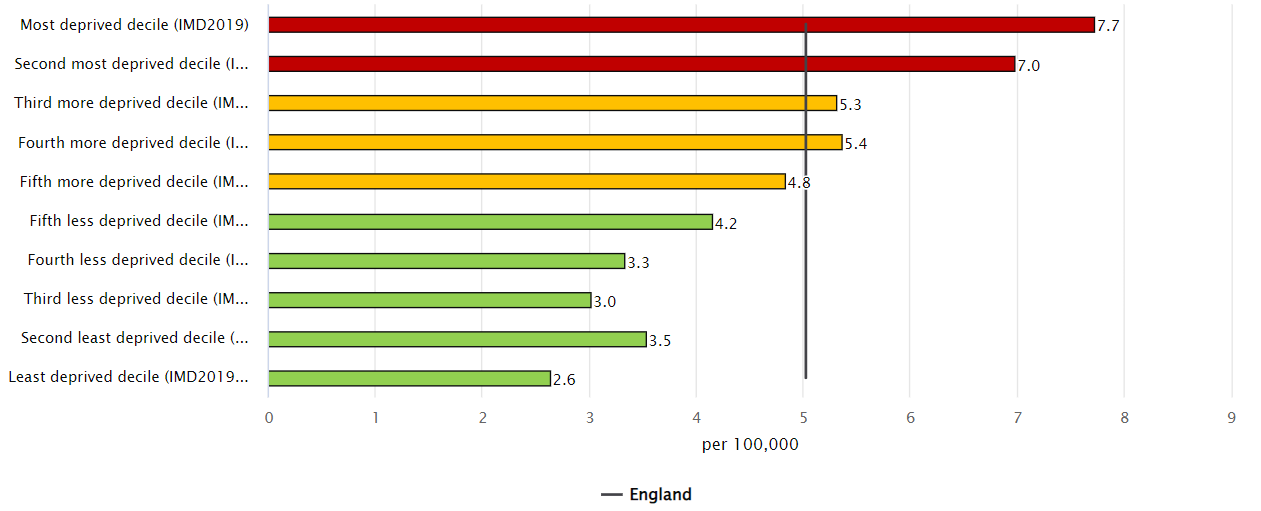 Most deprived decile (IMD2019) 7.7
Second most deprived decile (I... 7.0
Third more deprived decile (IM... 5.3
Fourth more deprived decile (I... 5.4
Fifth more deprived decile (IM... 4.8
Fifth less deprived decile (IM... 4.2
Fourth less deprived decile (I... 3.3
Third less deprived decile (IM... 3.0
Second least deprived decile (... 3.5
Least deprived decile (IMD2019... 2.6
0 1 2 3 4 5 6 7 8 9
per 100,000
England